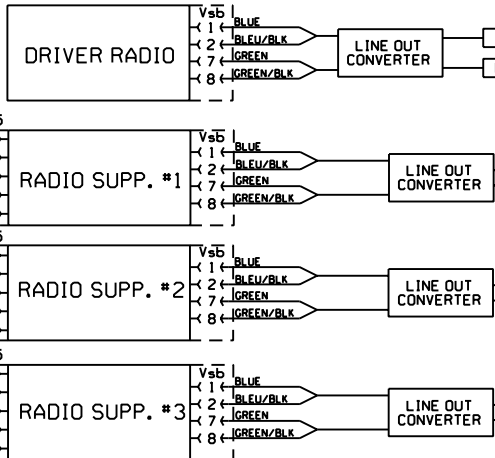 Vsb
1 BLUE
2 BLEU/BLK
7 GREEN
8 GREEN/BLK
DRIVER RADIO
LINE OUT
CONVERTER
Vsb
1 BLUE
2 BLEU/BLK
7 GREEN
8 GREEN/BLK
RADIO SUPP. #1
LINE OUT
CONVERTER
Vsb
1 BLUE
2 BLEU/BLK
7 GREEN
8 GREEN/BLK
RADIO SUPP. #2
LINE OUT
CONVERTER
Vsb
1 BLUE
2 BLEU/BLK
7 GREEN
8 GREEN/BLK
RADIO SUPP. #3
LINE OUT
CONVERTER